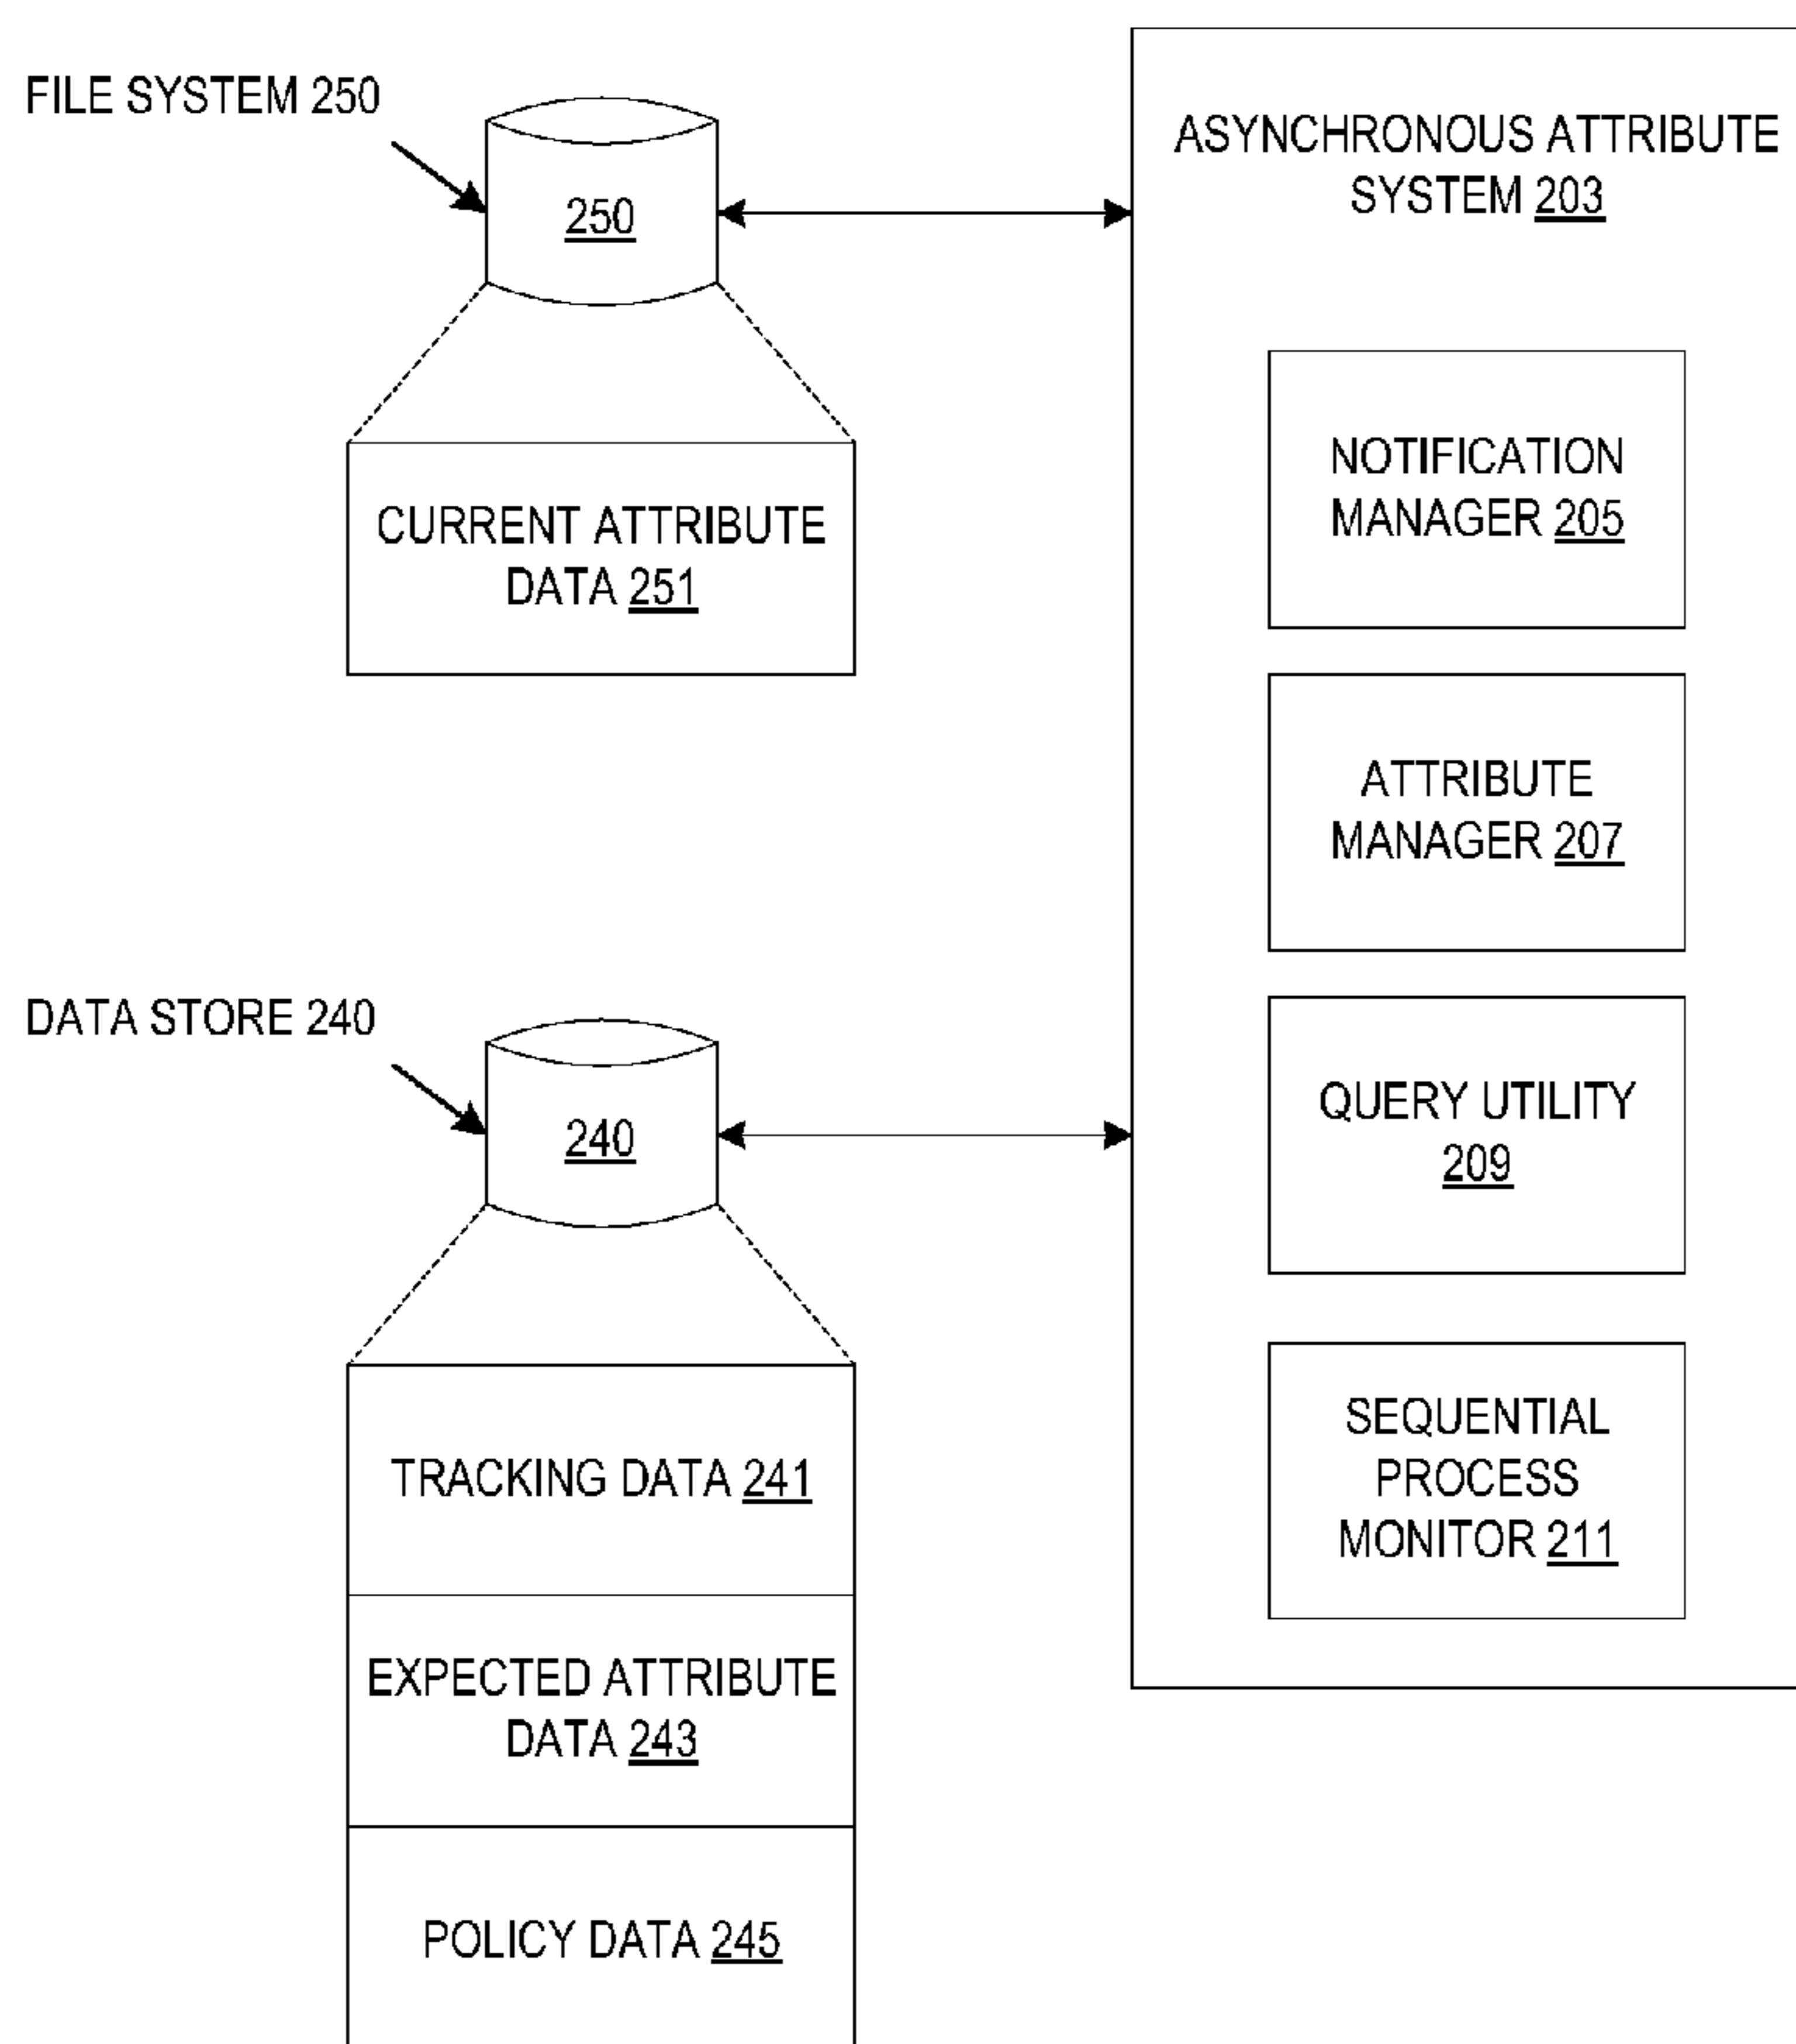 FILE SYSTEM 250
250
CURRENT ATTRIBUTE
DATA 251
DATA STORE 240
240
TRACKING DATA 241
EXPECTED ATTRIBUTE
DATA 243
POLICY DATA 245
ASYNCHRONOUS ATTRIBUTE
SYSTEM 203
NOTIFICATION
MANAGER 205
ATTRIBUTE
MANAGER 207
QUERY UTILITY
209
SEQUENTIAL
PROCESS
MONITOR 211